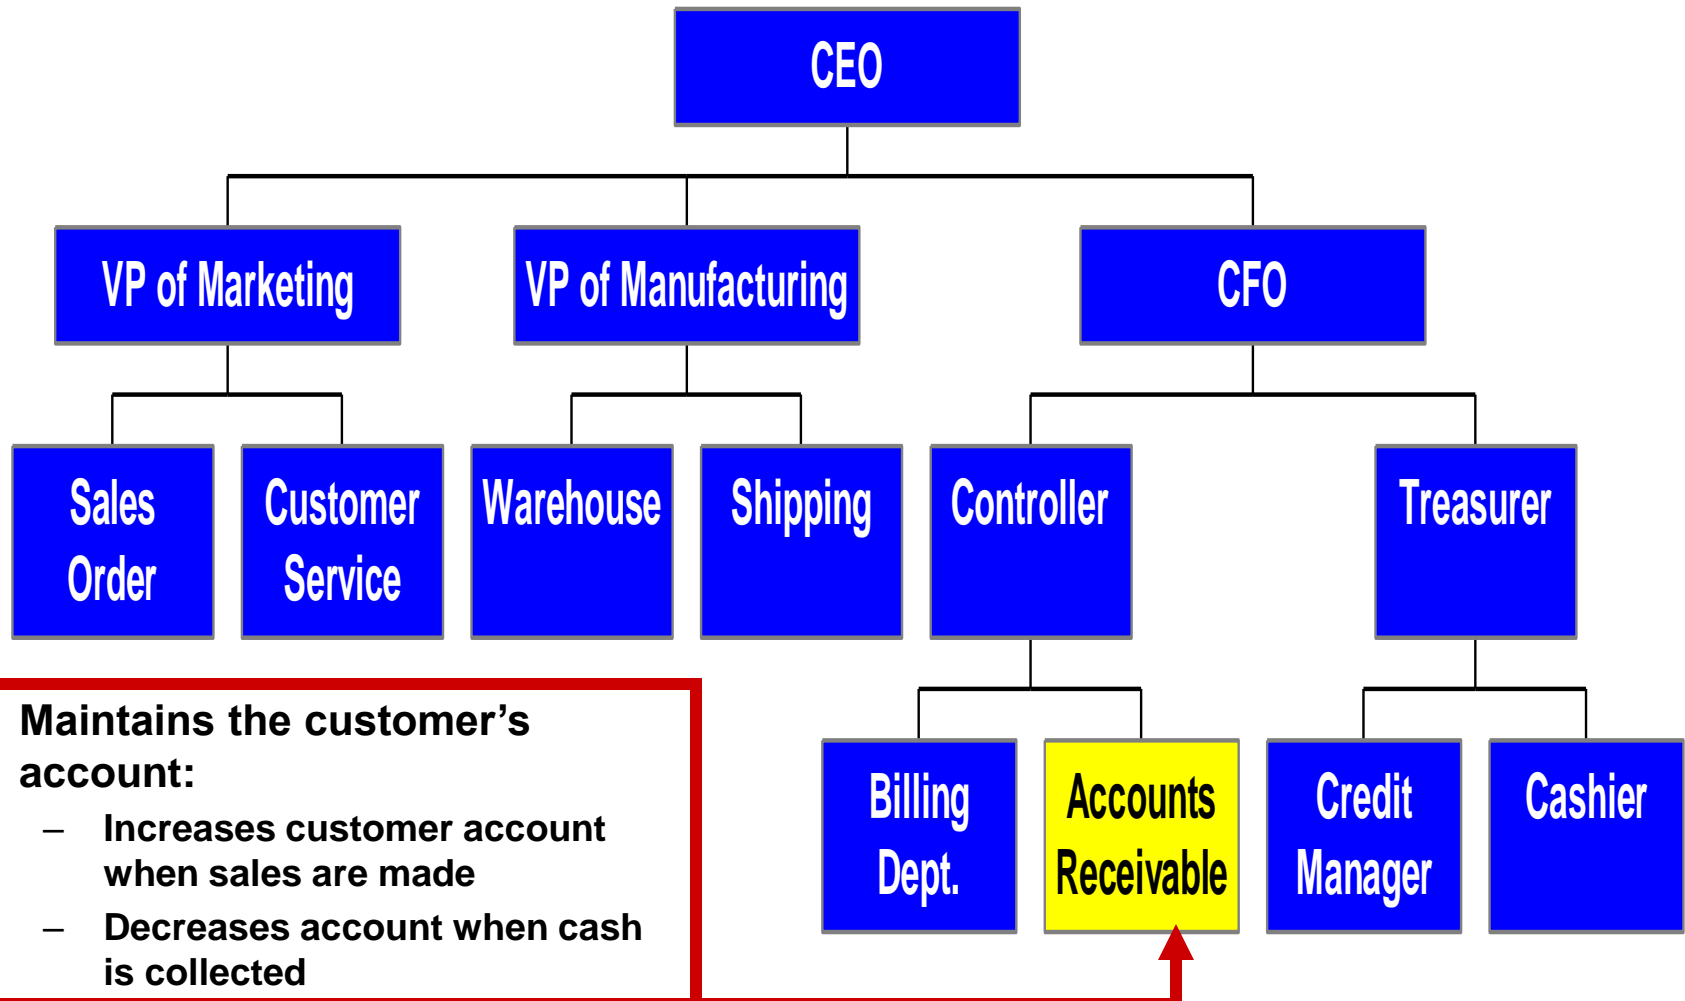 CEO
VP of Marketing
VP of Manufacturing
CFO
Sales
Order
Customer
Service
Warehouse
Shipping
Controller
Treasurer
Maintains the customer’s
account:
– Increases customer account
when sales are made
– Decreases account when cash
is collected
Billing
Dept.
Accounts
Receivable
Credit
Manager
Cashier